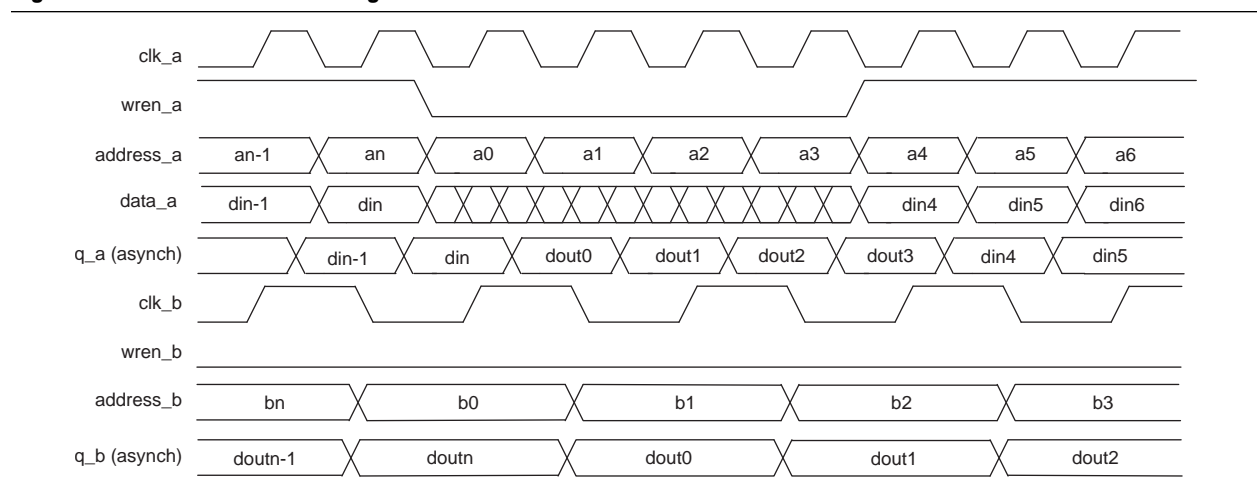 clk_a
wren_a
address_a an-1 an a0 a1 a2 a3 a4 a5 a6
data_a din-1 din din4 din5 din6
q_a (asynch) din-1 din dout0 dout1 dout2 dout3 din4 din5
clk_b
wren_b
address_b bn b0 b1 b2 b3
q_b (asynch) doutn-1 doutn dout0 dout1 dout2